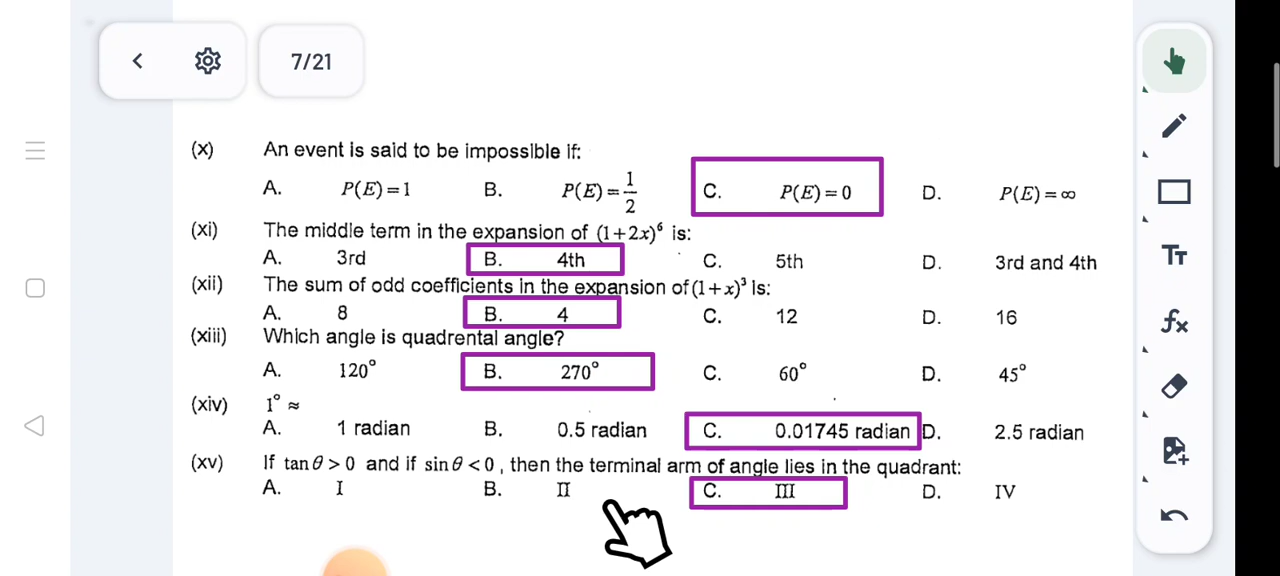 7/21
(x) An event is said to be impossible if:
A. P(E)=1 B. P(E)=1/2 C. P(E)=0 D. P(E)=∞
(xi) The middle term in the expansion of (1+2x)⁶ is:
A. 3rd B. 4th C. 5th D. 3rd and 4th
(xii) The sum of odd coefficients in the expansion of (1+x)³ is:
A. 8 B. 4 C. 12 D. 16
(xiii) Which angle is quadrental angle?
A. 120° B. 270° C. 60° D. 45°
(xiv) 1° ≈
A. 1 radian B. 0.5 radian C. 0.01745 radian D. 2.5 radian
(xv) If tanθ > 0 and if sinθ < 0, then the terminal arm of angle lies in the quadrant:
A. I B. II C. III D. IV
Tт
fx